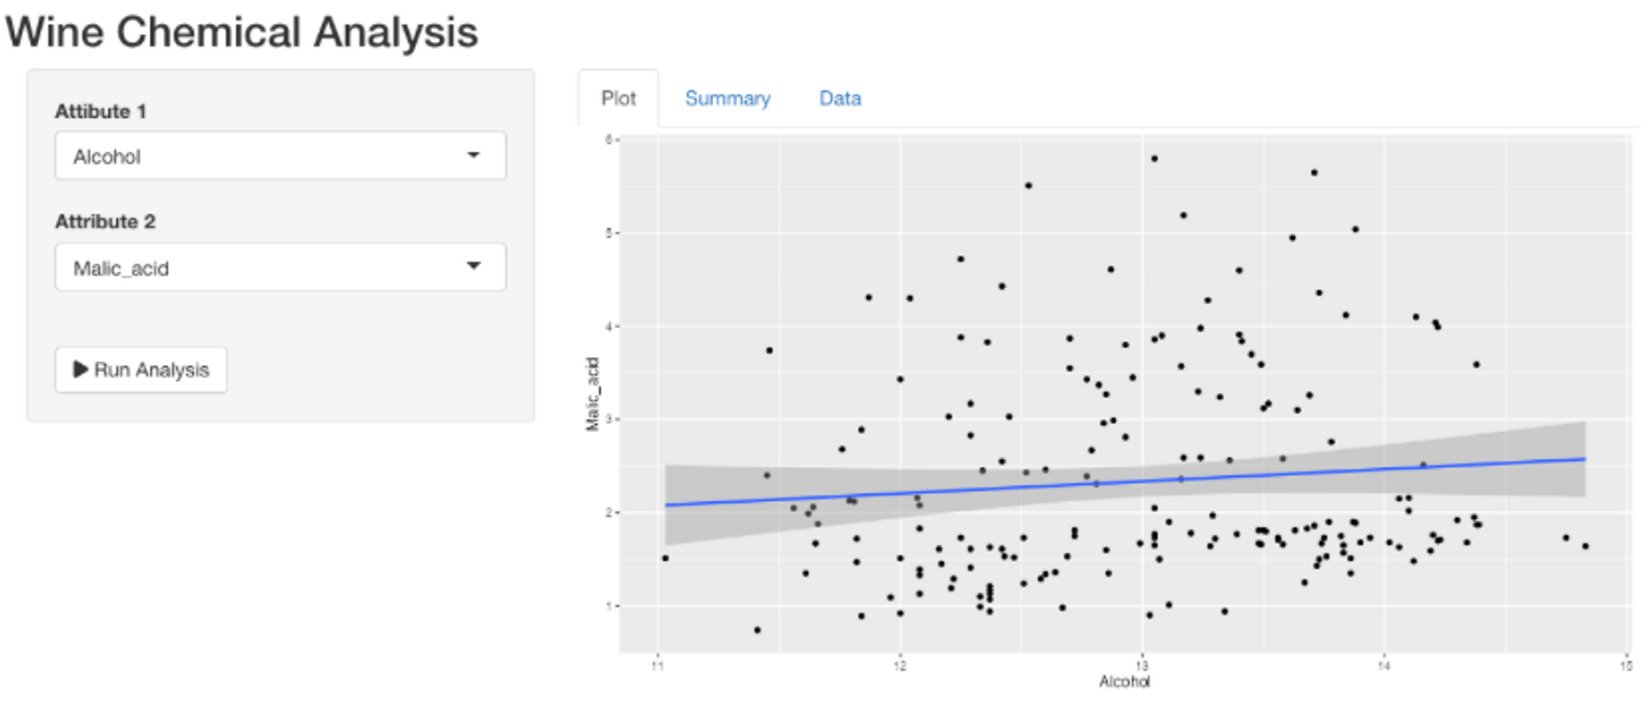 Wine Chemical Analysis
Attibute 1
Alcohol
Attribute 2
Malic_acid
Run Analysis
Plot Summary Data
6
5
4
3
2
1
Malic_acid
11 12 13 14 15
Alcohol